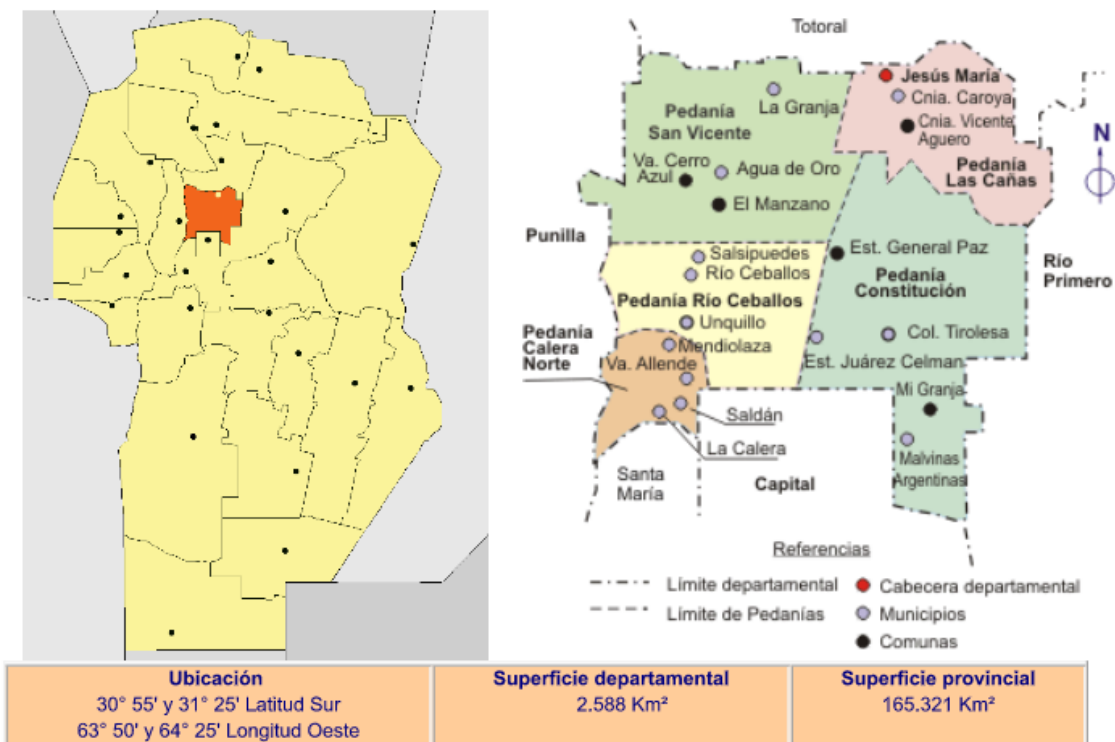 Totoral
Jesús María
La Granja
Cnia. Caroya
Pedanía
San Vicente
Cnia. Vicente
Aguero
N
Va. Cerro
Azul
Agua de Oro
Pedanía
Las Cañas
El Manzano
Punilla
Salsipuedes
Est. General Paz
Río
Primero
Río Ceballos
Pedanía
Constitución
Pedanía Río Ceballos
Unquillo
Col. Tirolesa
Pedanía
Calera
Norte
Mendiolaza
Va. Allende
Est. Juárez Celman
Mi Granja
Saldán
La Calera
Malvinas
Argentinas
Santa
María
Capital
Referencias
Límite departamental
Cabecera departamental
Límite de Pedanías
Municipios
Comunas
Ubicación
30° 55' y 31° 25' Latitud Sur
63° 50' y 64° 25' Longitud Oeste
Superficie departamental
2.588 Km²
Superficie provincial
165.321 Km²